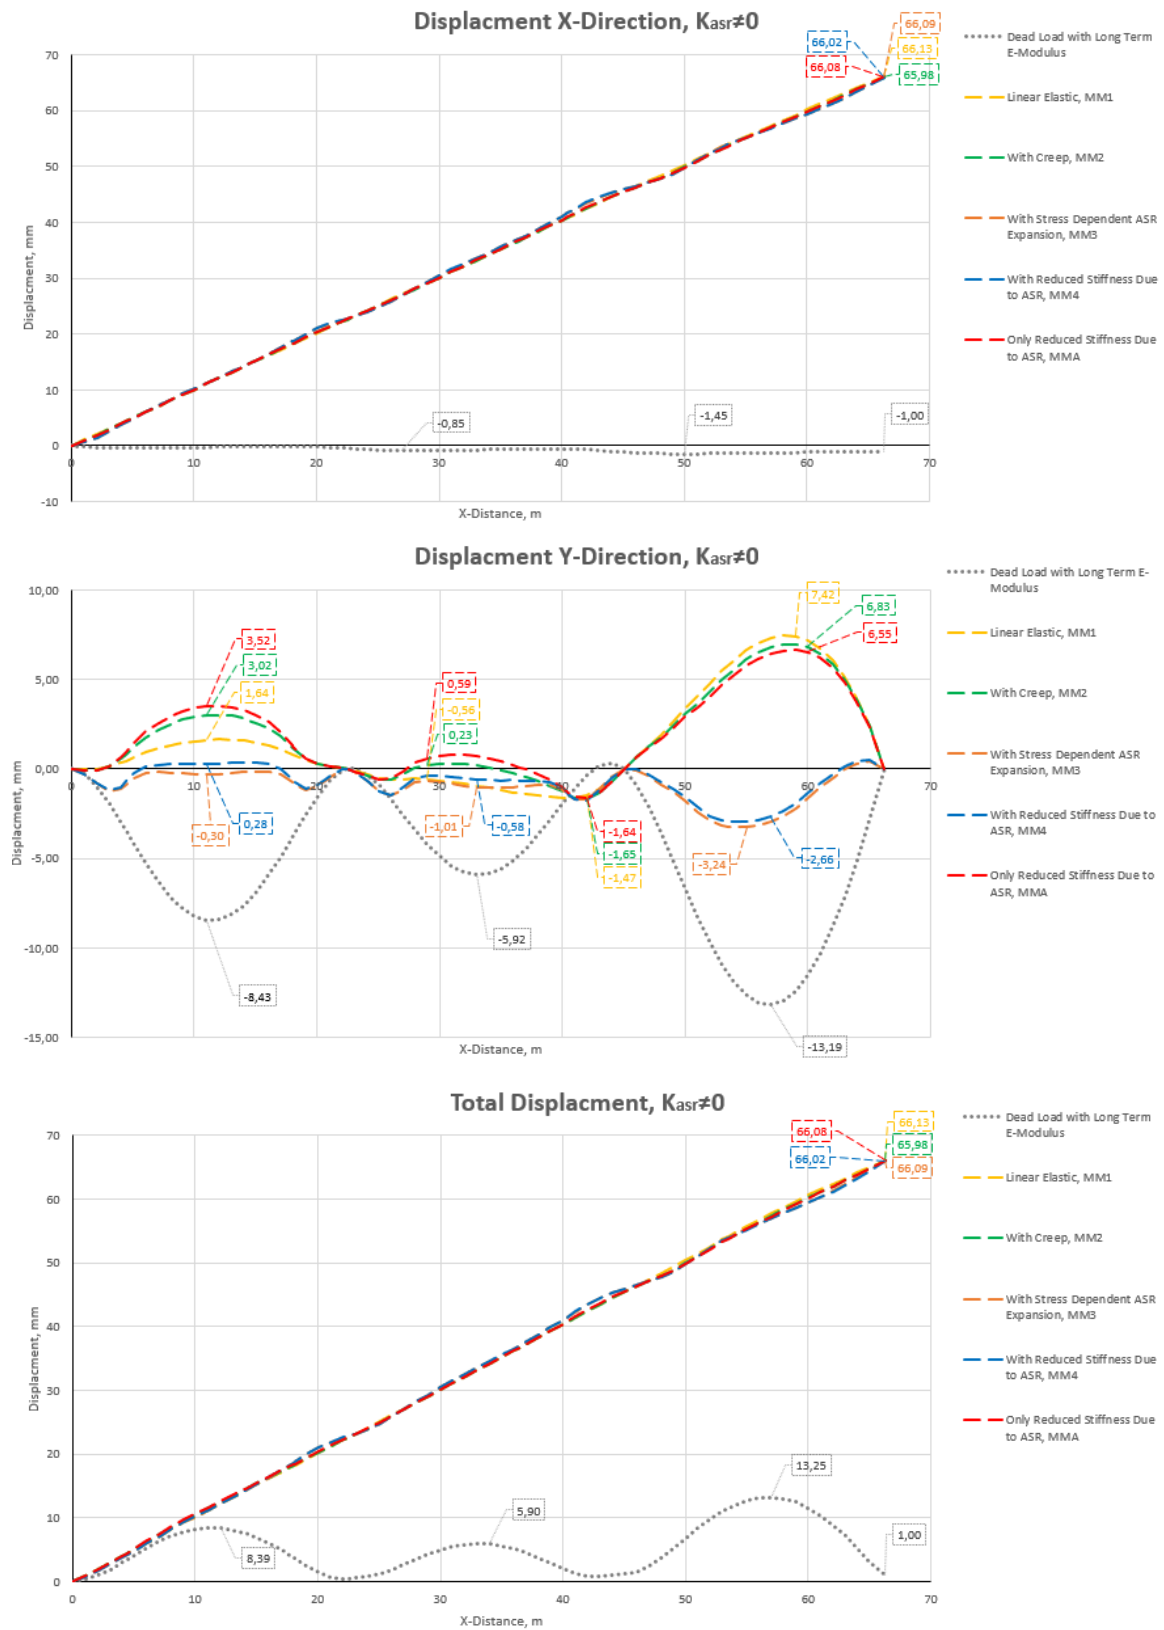 Displacment X-Direction, Kasr≠0
66,09
66,02
66,13
66,08
65,98
70
60
50
40
30
20
10
0
-10
-0,85
-1,45
-1,00
0
10
20
30
40
50
60
70
Displacment, mm
X-Distance, m
Dead Load with Long Term
E-Modulus
Linear Elastic, MM1
With Creep, MM2
With Stress Dependent ASR
Expansion, MM3
With Reduced Stiffness Due
to ASR, MM4
Only Reduced Stiffness Due
to ASR, MMA
Displacment Y-Direction, Kasr≠0
10,00
5,00
0,00
-5,00
-10,00
-15,00
3,52
3,02
1,64
-0,30
0,28
-8,43
0,59
-0,56
0,23
-1,01
-0,58
-5,92
-1,64
-1,65
-1,47
7,42
6,83
6,55
-3,24
-2,66
-13,19
0
10
20
30
40
50
60
70
Displacment, mm
X-Distance, m
Dead Load with Long Term E-
Modulus
Linear Elastic, MM1
With Creep, MM2
With Stress Dependent ASR
Expansion, MM3
With Reduced Stiffness Due to
ASR, MM4
Only Reduced Stiffness Due to
ASR, MMA
Total Displacment, Kasr≠0
66,13
66,08
65,98
66,02
66,09
70
60
50
40
30
20
10
0
8,39
5,90
13,25
1,00
0
10
20
30
40
50
60
70
Displacment, mm
X-Distance, m
Dead Load with Long Term
E-Modulus
Linear Elastic, MM1
With Creep, MM2
With Stress Dependent ASR
Expansion, MM3
With Reduced Stiffness Due
to ASR, MM4
Only Reduced Stiffness Due
to ASR, MMA